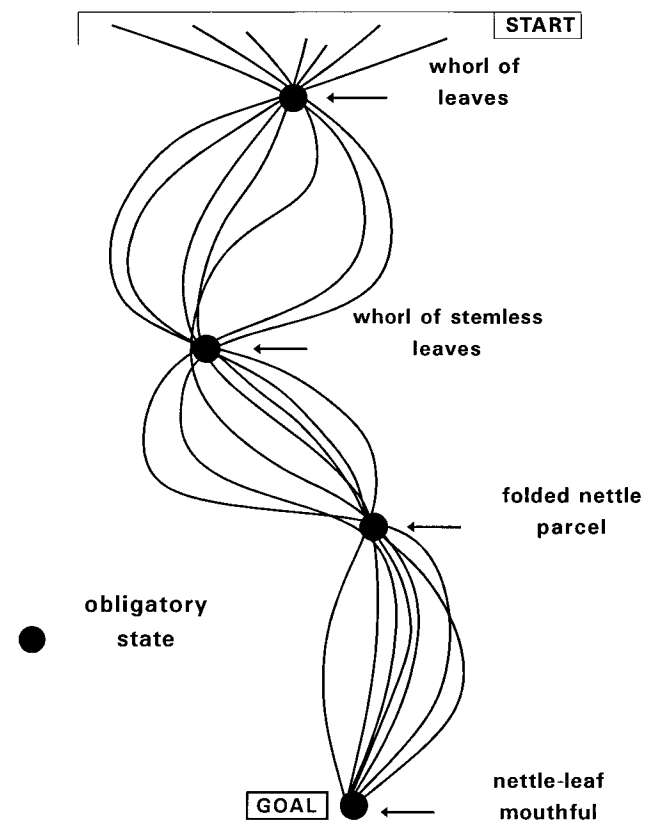 START
whorl of
leaves
whorl of stemless
leaves
folded nettle
parcel
obligatory
state
nettle-leaf
mouthful
GOAL